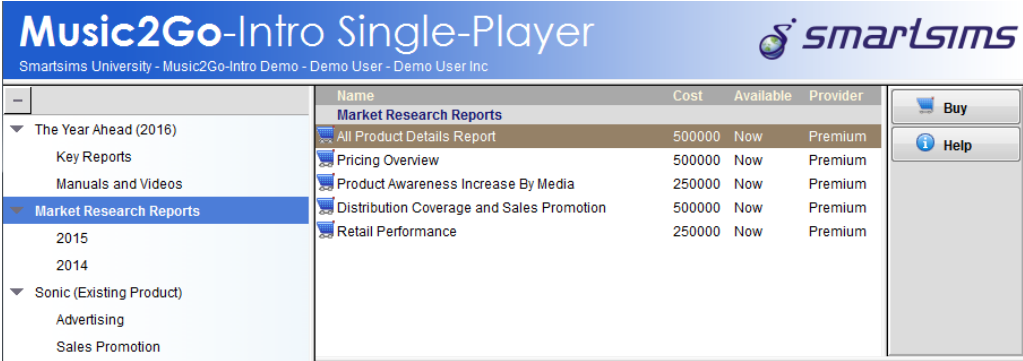 Music2Go-Intro Single-Player
smartsims
Smartsims University - Music2Go-Intro Demo - Demo User - Demo User Inc
Name Cost Available Provider
Market Research Reports
All Product Details Report 500000 Now Premium
Pricing Overview 500000 Now Premium
Product Awareness Increase By Media 250000 Now Premium
Distribution Coverage and Sales Promotion 500000 Now Premium
Retail Performance 250000 Now Premium
The Year Ahead (2016)
Key Reports
Manuals and Videos
Market Research Reports
2015
2014
Sonic (Existing Product)
Advertising
Sales Promotion
Buy
Help